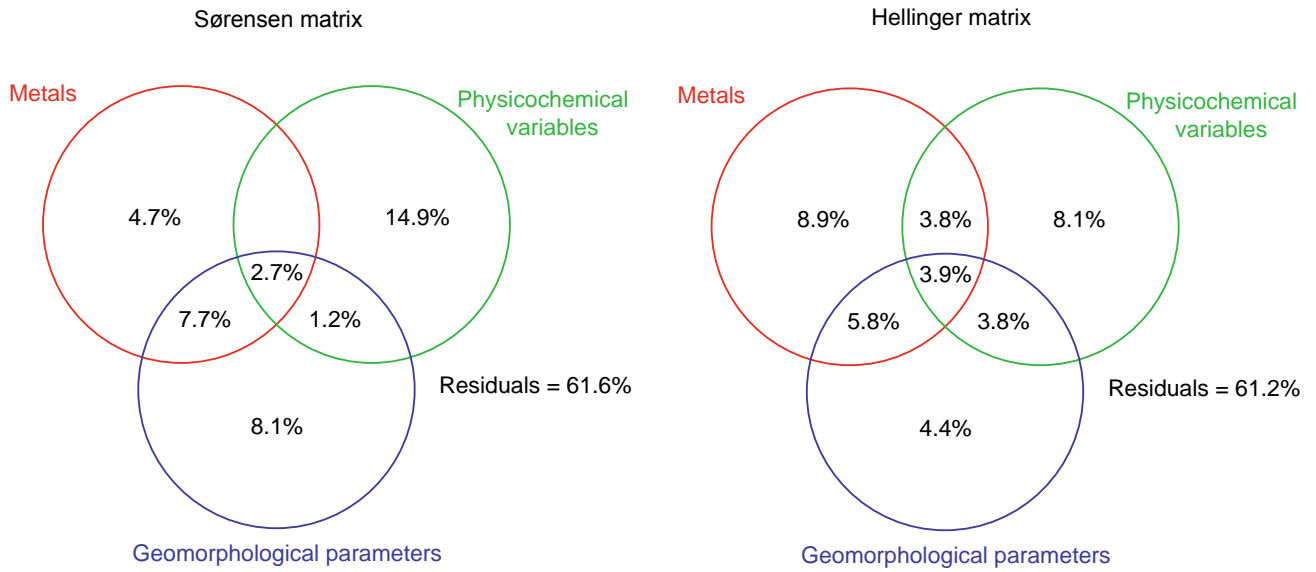 Sørensen matrix
Metals
Physicochemical
variables
4.7%
14.9%
2.7%
7.7%
1.2%
Residuals = 61.6%
8.1%
Geomorphological parameters
Hellinger matrix
Metals
Physicochemical
variables
8.9%
3.8%
8.1%
3.9%
5.8%
3.8%
Residuals = 61.2%
4.4%
Geomorphological parameters